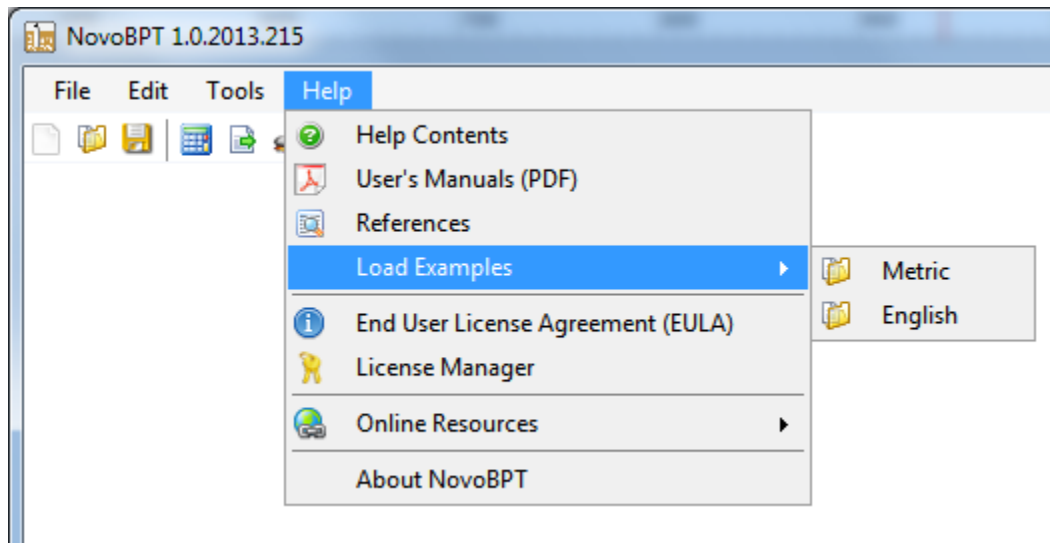 NovoBPT 1.0.2013.215
File Edit Tools Help
Help Contents
User's Manuals (PDF)
References
Load Examples
Metric
English
End User License Agreement (EULA)
License Manager
Online Resources
About NovoBPT